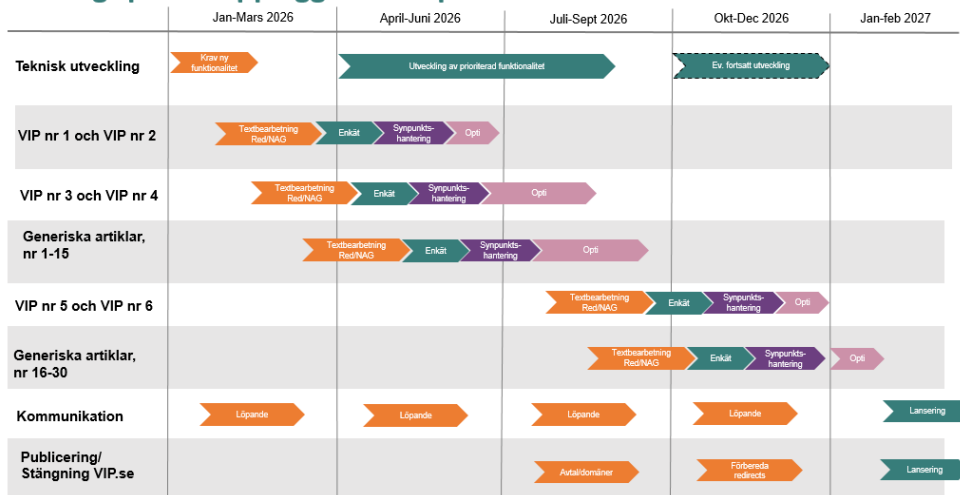 Jan-Mars 2026 April-Juni 2026 Juli-Sept 2026 Okt-Dec 2026 Jan-feb 2027
Teknisk utveckling
Krav ny
funktionalitet
Utveckling av prioriterad funktionalitet
Ev. fortsatt utveckling
VIP nr 1 och VIP nr 2
Textbearbetning
Red/NAG
Enkät
Synpunkts-
hantering
Opti
VIP nr 3 och VIP nr 4
Textbearbetning
Red/NAG
Enkät
Synpunkts-
hantering
Opti
Generiska artiklar,
nr 1-15
Textbearbetning
Red/NAG
Enkät
Synpunkts-
hantering
Opti
VIP nr 5 och VIP nr 6
Textbearbetning
Red/NAG
Enkät
Synpunkts-
hantering
Opti
Generiska artiklar,
nr 16-30
Textbearbetning
Red/NAG
Enkät
Synpunkts-
hantering
Opti
Kommunikation
Löpande
Löpande
Löpande
Löpande
Lansering
Publicering/
Stängning VIP.se
Avtal/domäner
Förbereda
redirects
Lansering